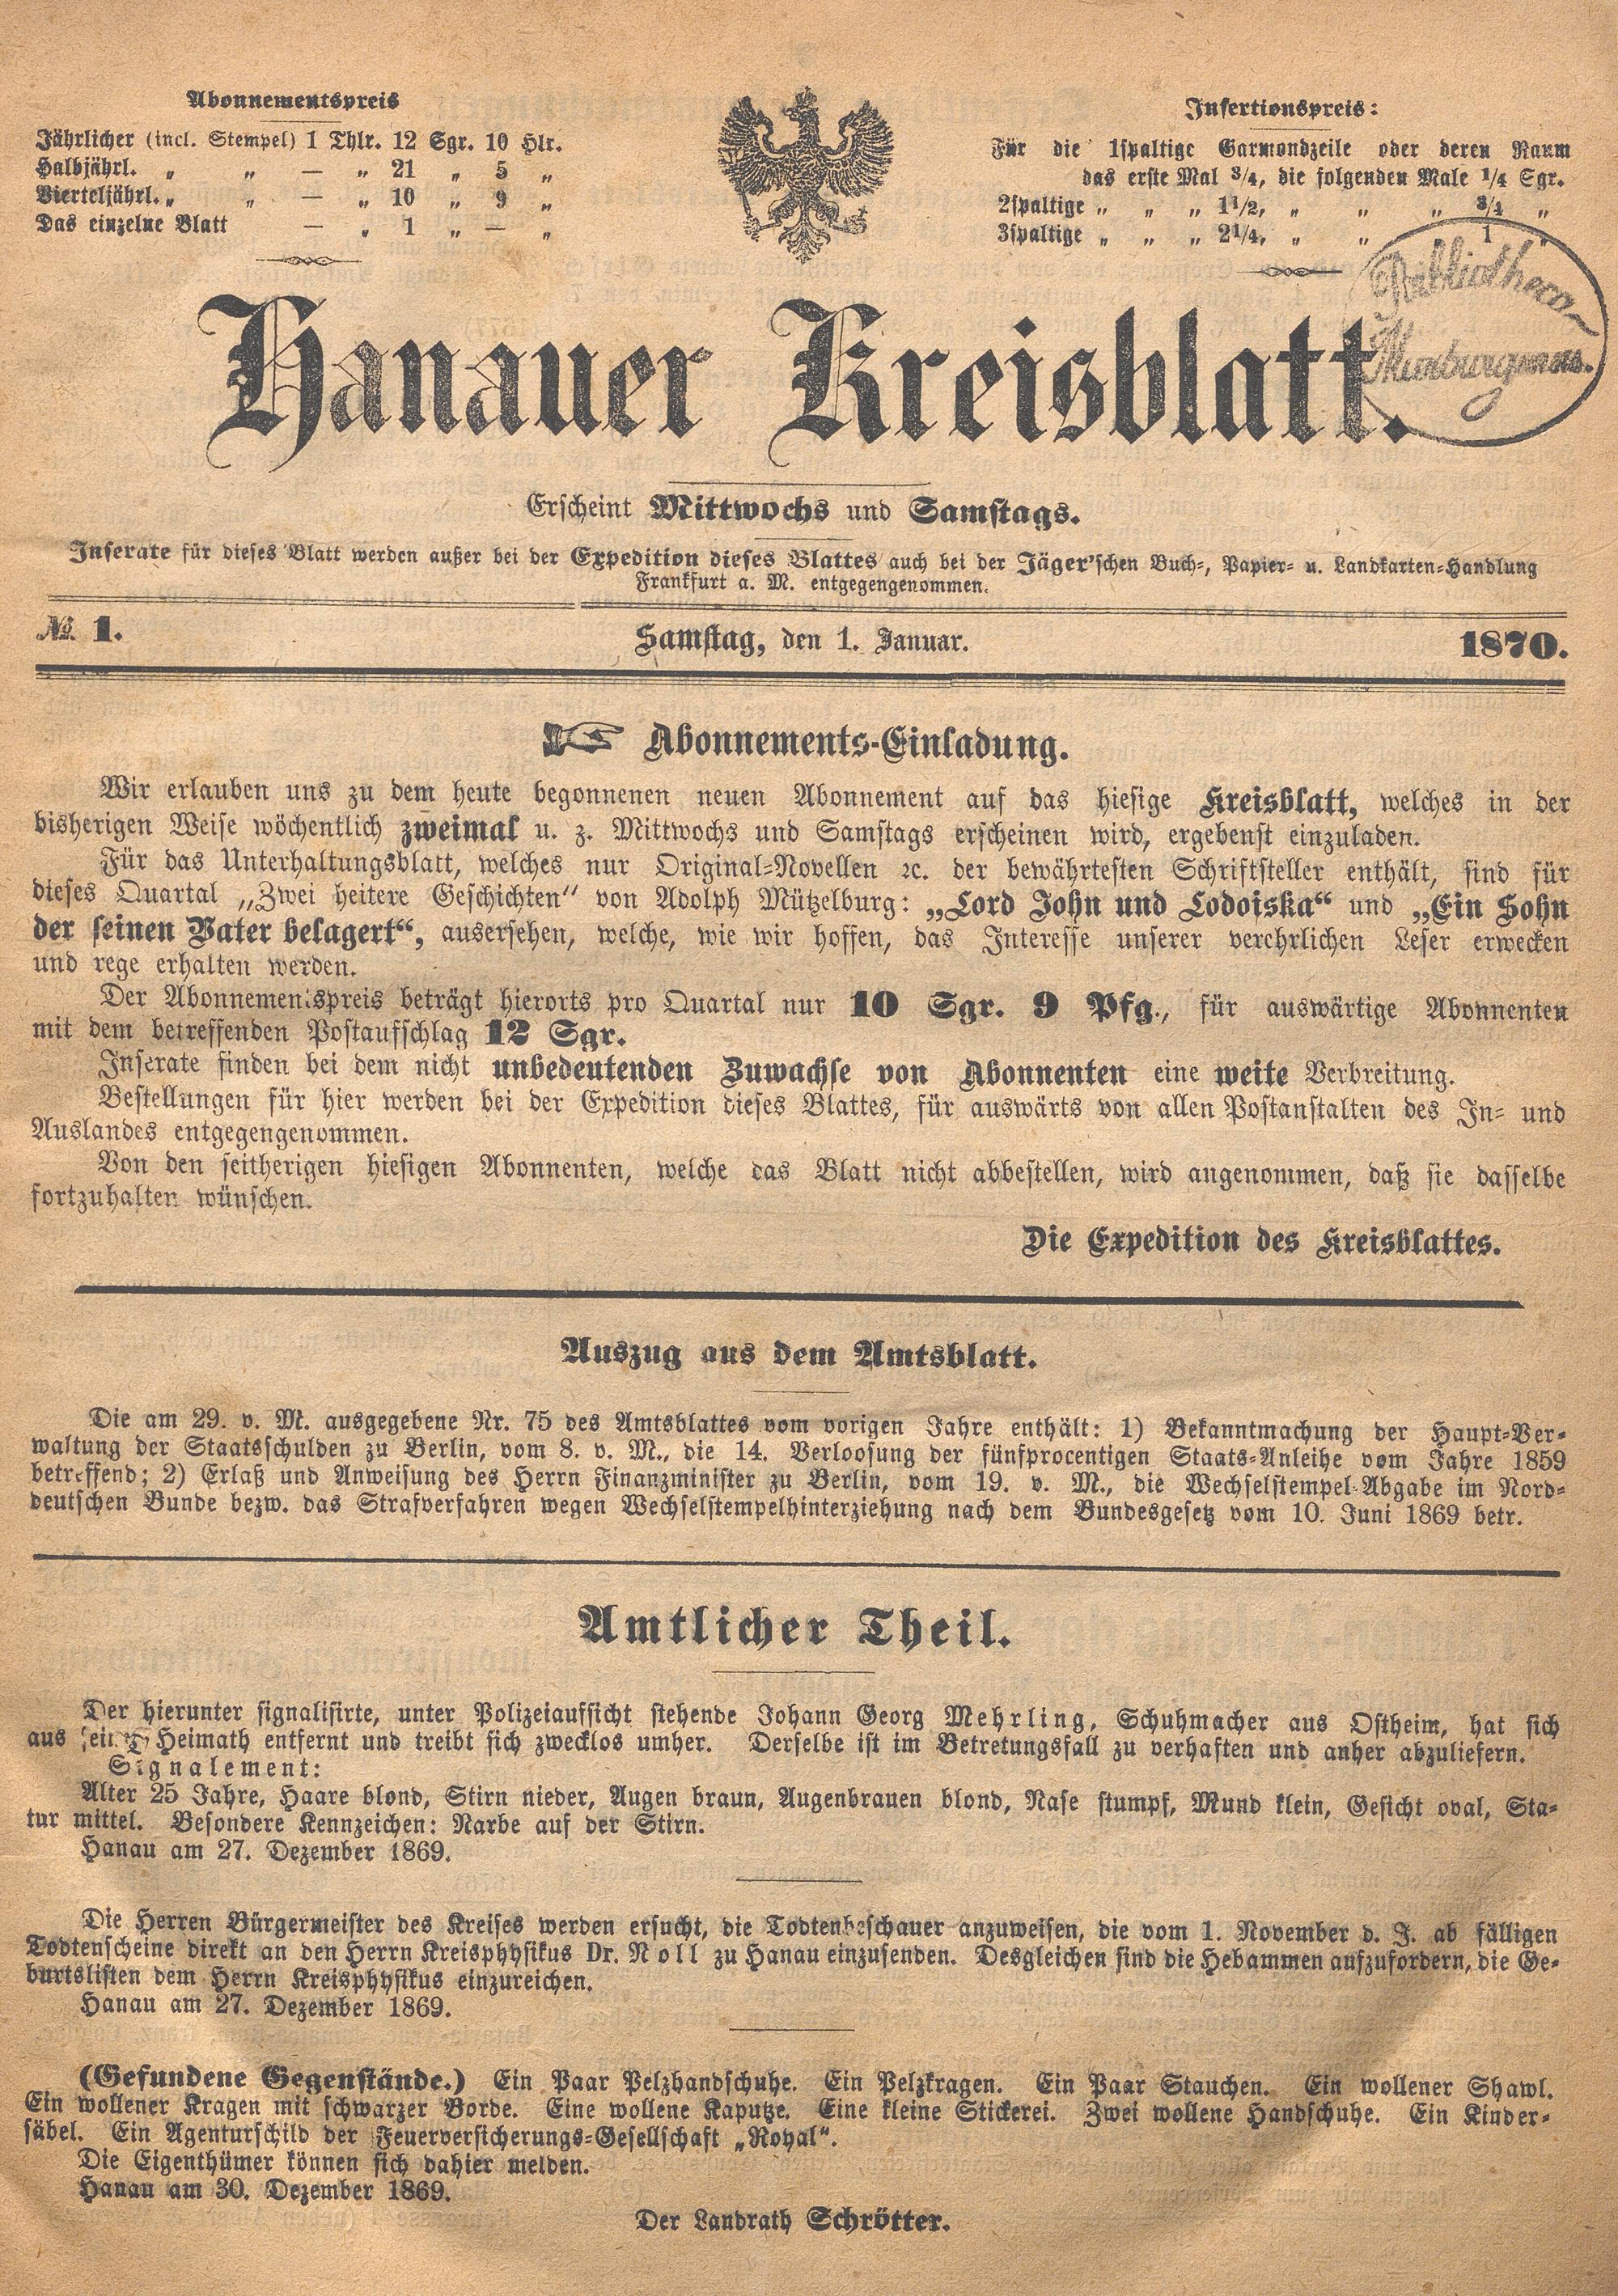 Abonnementspreis
Jährlicher (incl. Stempel) 1 Thlr. 12 Sgr. 10 Hlr.
Halbjährl. „ „ — „ 21 „ 5 „
Vierteljährl. „ „ — „ 10 „ 9 „
Das einzelne Blatt — „ 1 „ — „
Insertionspreis:
Für die 1spaltige Garmondzeile oder deren Raum
das erste Mal 3/4, die folgenden Male 1/4 Sgr.
2spaltige „ „ „ 1 1/2, „ „ „ 3/4 „
3spaltige „ „ „ 2 1/4, „ „ „ 1 „
Bibliotheca
Marburgensis.
Hanauer Kreisblatt.
Erscheint Mittwochs und Samstags.
Inserate für dieses Blatt werden außer bei der Expedition dieses Blattes auch bei der Jäger'schen Buch-, Papier- u. Landkarten-Handlung
Frankfurt a. M. entgegengenommen.
№ 1. Samstag, den 1. Januar. 1870.
☞ Abonnements-Einladung.
Wir erlauben uns zu dem heute begonnenen neuen Abonnement auf das hiesige Kreisblatt, welches in der
bisherigen Weise wöchentlich zweimal u. z. Mittwochs und Samstags erscheinen wird, ergebenst einzuladen.
Für das Unterhaltungsblatt, welches nur Original-Novellen ꝛc. der bewährtesten Schriftsteller enthält, sind für
dieses Quartal „Zwei heitere Geschichten“ von Adolph Mützelburg: „Lord John und Lodoiska“ und „Ein Sohn
der seinen Vater belagert“, ausersehen, welche, wie wir hoffen, das Interesse unserer verehrlichen Leser erwecken
und rege erhalten werden.
Der Abonnementspreis beträgt hierorts pro Quartal nur 10 Sgr. 9 Pfg., für auswärtige Abonnenten
mit dem betreffenden Postaufschlag 12 Sgr.
Inserate finden bei dem nicht unbedeutenden Zuwachse von Abonnenten eine weite Verbreitung.
Bestellungen für hier werden bei der Expedition dieses Blattes, für auswärts von allen Postanstalten des In- und
Auslandes entgegengenommen.
Von den seitherigen hiesigen Abonnenten, welche das Blatt nicht abbestellen, wird angenommen, daß sie dasselbe
fortzuhalten wünschen.
Die Expedition des Kreisblattes.
Auszug aus dem Amtsblatt.
Die am 29. v. M. ausgegebene Nr. 75 des Amtsblattes vom vorigen Jahre enthält: 1) Bekanntmachung der Haupt-Ver-
waltung der Staatsschulden zu Berlin, vom 8. v. M., die 14. Verloosung der fünfprocentigen Staats-Anleihe vom Jahre 1859
betreffend; 2) Erlaß und Anweisung des Herrn Finanzminister zu Berlin, vom 19. v. M., die Wechselstempel-Abgabe im Nord-
deutschen Bunde bezw. das Strafverfahren wegen Wechselstempelhinterziehung nach dem Bundesgesetz vom 10. Juni 1869 betr.
Amtlicher Theil.
Der hierunter signalisirte, unter Polizeiaufsicht stehende Johann Georg Mehrling, Schuhmacher aus Ostheim, hat sich
aus seiner Heimath entfernt und treibt sich zwecklos umher. Derselbe ist im Betretungsfall zu verhaften und anher abzuliefern.
Signalement:
Alter 25 Jahre, Haare blond, Stirn nieder, Augen braun, Augenbrauen blond, Nase stumpf, Mund klein, Gesicht oval, Sta-
tur mittel. Besondere Kennzeichen: Narbe auf der Stirn.
Hanau am 27. Dezember 1869.
Die Herren Bürgermeister des Kreises werden ersucht, die Todtenbeschauer anzuweisen, die vom 1. November d. J. ab fälligen
Todtenscheine direkt an den Herrn Kreisphysikus Dr. Noll zu Hanau einzusenden. Desgleichen sind die Hebammen aufzufordern, die Ge-
burtslisten dem Herrn Kreisphysikus einzureichen.
Hanau am 27. Dezember 1869.
(Gefundene Gegenstände.) Ein Paar Pelzhandschuhe. Ein Pelzkragen. Ein Paar Stauchen. Ein wollener Shawl.
Ein wollener Kragen mit schwarzer Borde. Eine wollene Kaputze. Eine kleine Stickerei. Zwei wollene Handschuhe. Ein Kinder-
säbel. Ein Agenturschild der Feuerversicherungs-Gesellschaft „Royal“.
Die Eigenthümer können sich dahier melden.
Hanau am 30. Dezember 1869.
Der Landrath Schrötter.